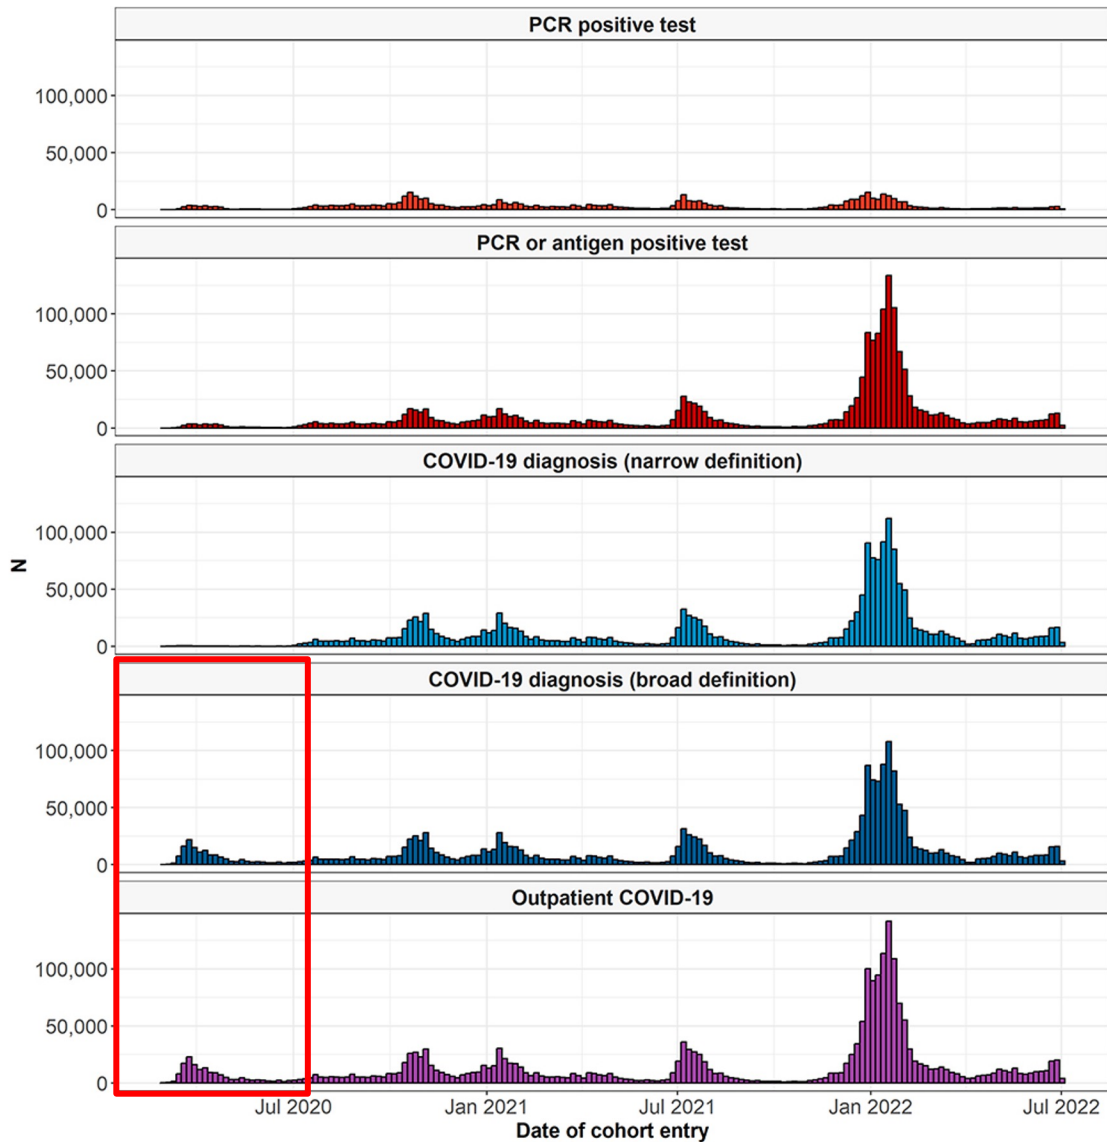 PCR positive test
100,000
50,000
0
PCR or antigen positive test
100,000
50,000
0
COVID-19 diagnosis (narrow definition)
100,000
50,000
0
N
COVID-19 diagnosis (broad definition)
100,000
50,000
0
Outpatient COVID-19
100,000
50,000
0
Jul 2020 Jan 2021 Jul 2021 Jan 2022 Jul 2022
Date of cohort entry